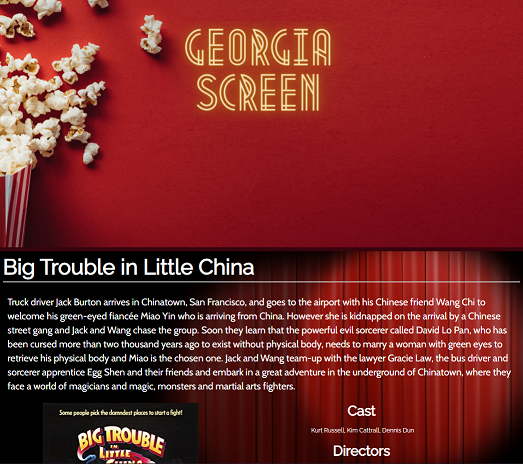 GEORGIA
SCREEN
Big Trouble in Little China
Truck driver Jack Burton arrives in Chinatown, San Francisco, and goes to the airport with his Chinese friend Wang Chi to
welcome his green-eyed fiancée Miao Yin who is arriving from China. However she is kidnapped on the arrival by a Chinese
street gang and Jack and Wang chase the group. Soon they learn that the powerful evil sorcerer called David Lo Pan, who has
been cursed more than two thousand years ago to exist without physical body, needs to marry a woman with green eyes to
retrieve his physical body and Miao is the chosen one. Jack and Wang team-up with the lawyer Gracie Law, the bus driver and
sorcerer apprentice Egg Shen and their friends and embark in a great adventure in the underground of Chinatown, where they
face a world of magicians and magic, monsters and martial arts fighters.
Some people pick the damndest places to start a fight!
BIG TROUBLE
IN
LITTLE CHINA
Cast
Kurt Russell, Kim Cattrall, Dennis Dun
Directors